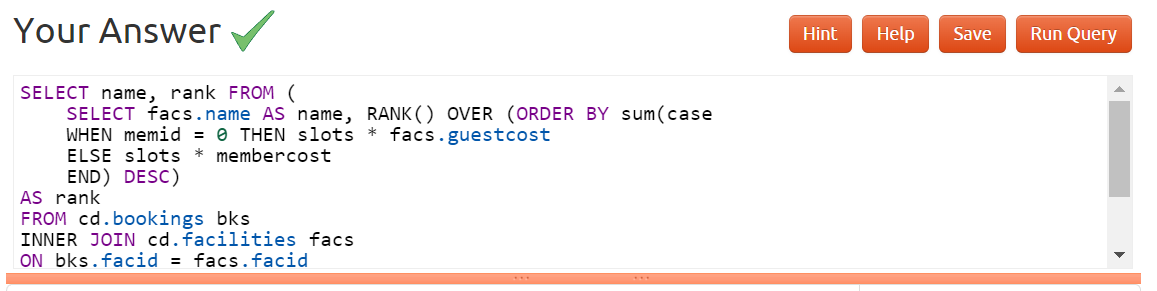 Your Answer
Hint Help Save Run Query
SELECT name, rank FROM (
    SELECT facs.name AS name, RANK() OVER (ORDER BY sum(case
    WHEN memid = 0 THEN slots * facs.guestcost
    ELSE slots * membercost
    END) DESC)
AS rank
FROM cd.bookings bks
INNER JOIN cd.facilities facs
ON bks.facid = facs.facid